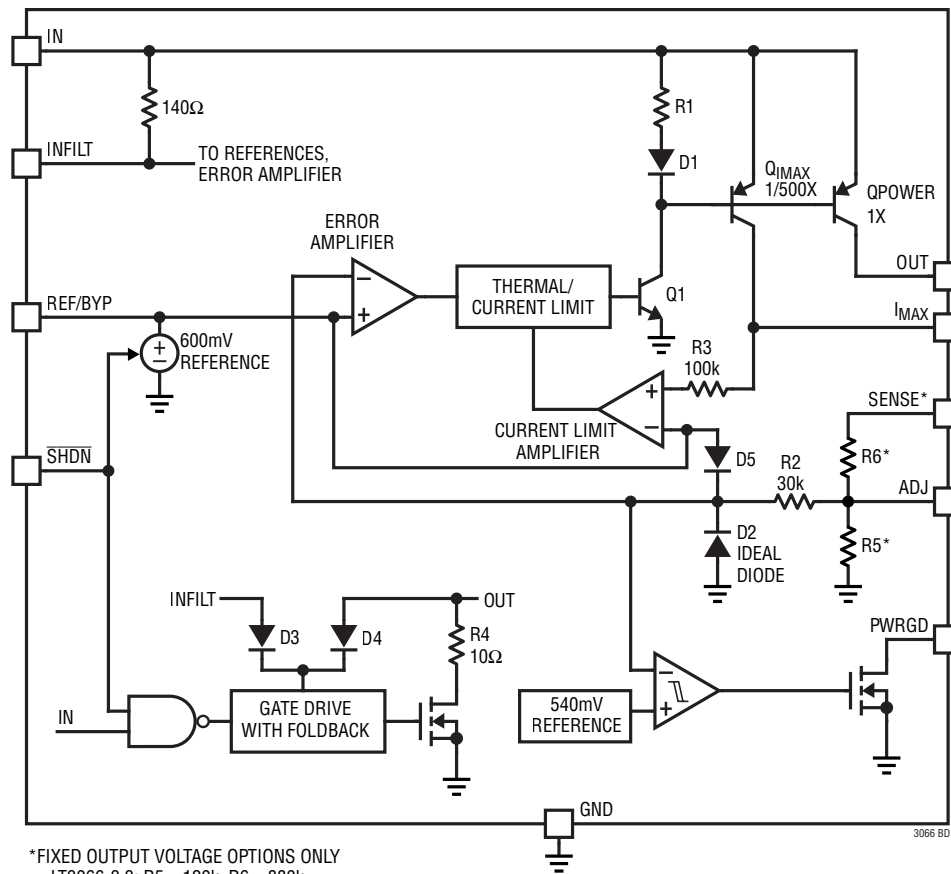 IN
140Ω
INFILT
TO REFERENCES,
ERROR AMPLIFIER
R1
D1
QIMAX
1/500X
QPOWER
1X
OUT
ERROR
AMPLIFIER
THERMAL/
CURRENT LIMIT
Q1
IMAX
REF/BYP
600mV
REFERENCE
R3
100k
CURRENT LIMIT
AMPLIFIER
SENSE*
SHDN
D5
R2
30k
R6*
ADJ
D2
IDEAL
DIODE
R5*
INFILT
D3
D4
OUT
R4
10Ω
PWRGD
IN
GATE DRIVE
WITH FOLDBACK
540mV
REFERENCE
GND
3066 BD
*FIXED OUTPUT VOLTAGE OPTIONS ONLY